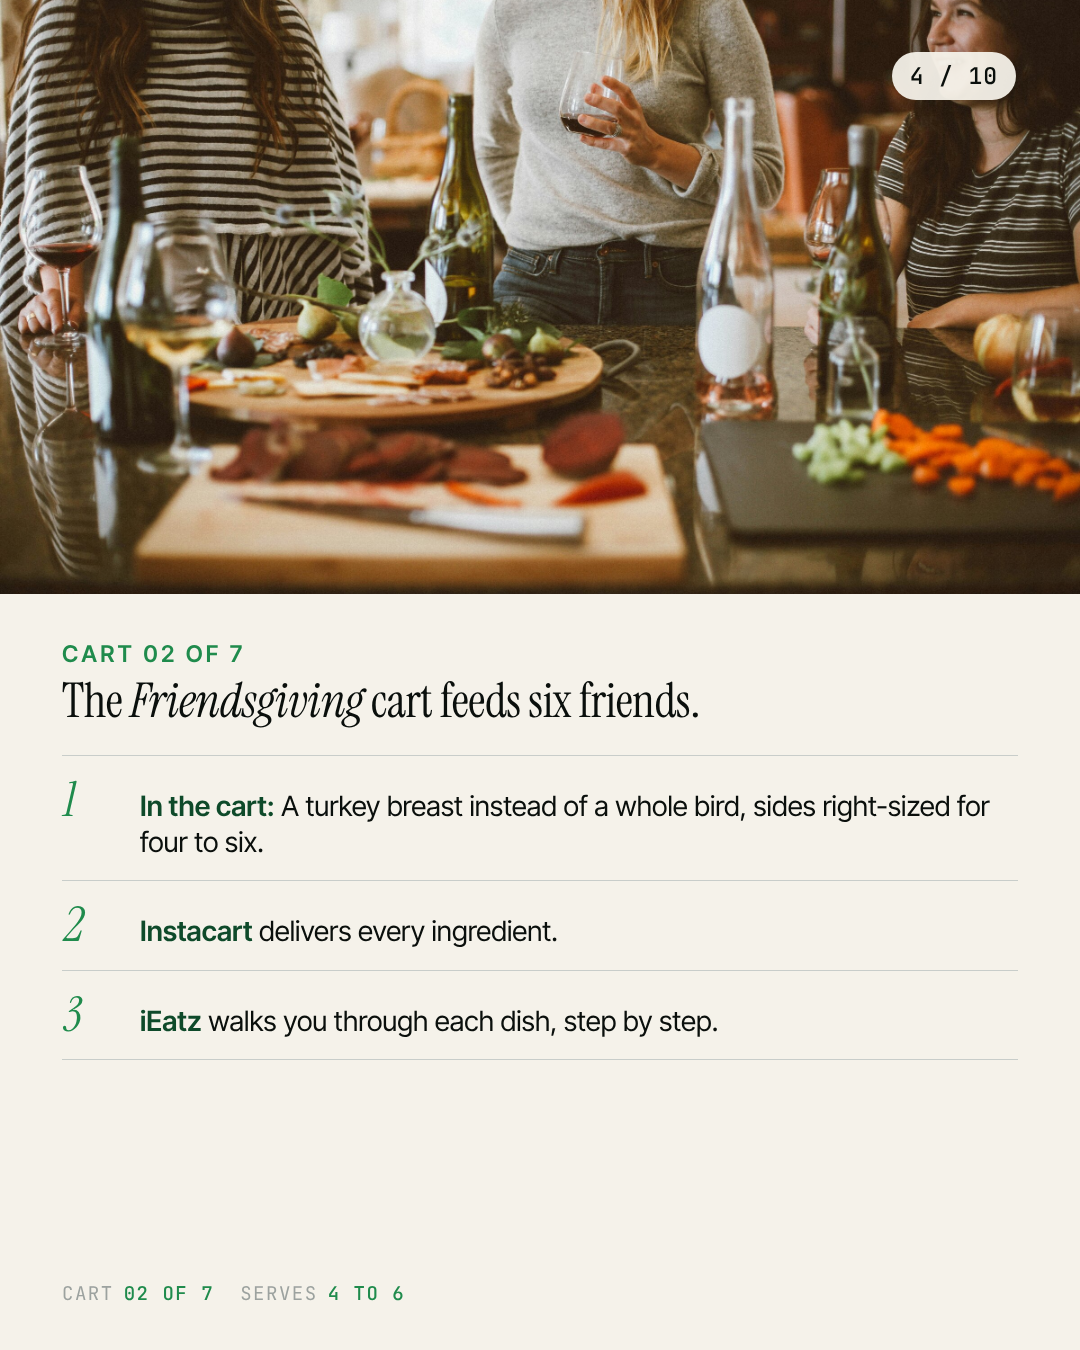 4 / 10
CART 02 OF 7
The Friendsgiving cart feeds six friends.
1
In the cart: A turkey breast instead of a whole bird, sides right-sized for
four to six.
2
Instacart delivers every ingredient.
3
iEatz walks you through each dish, step by step.
CART 02 OF 7 SERVES 4 TO 6